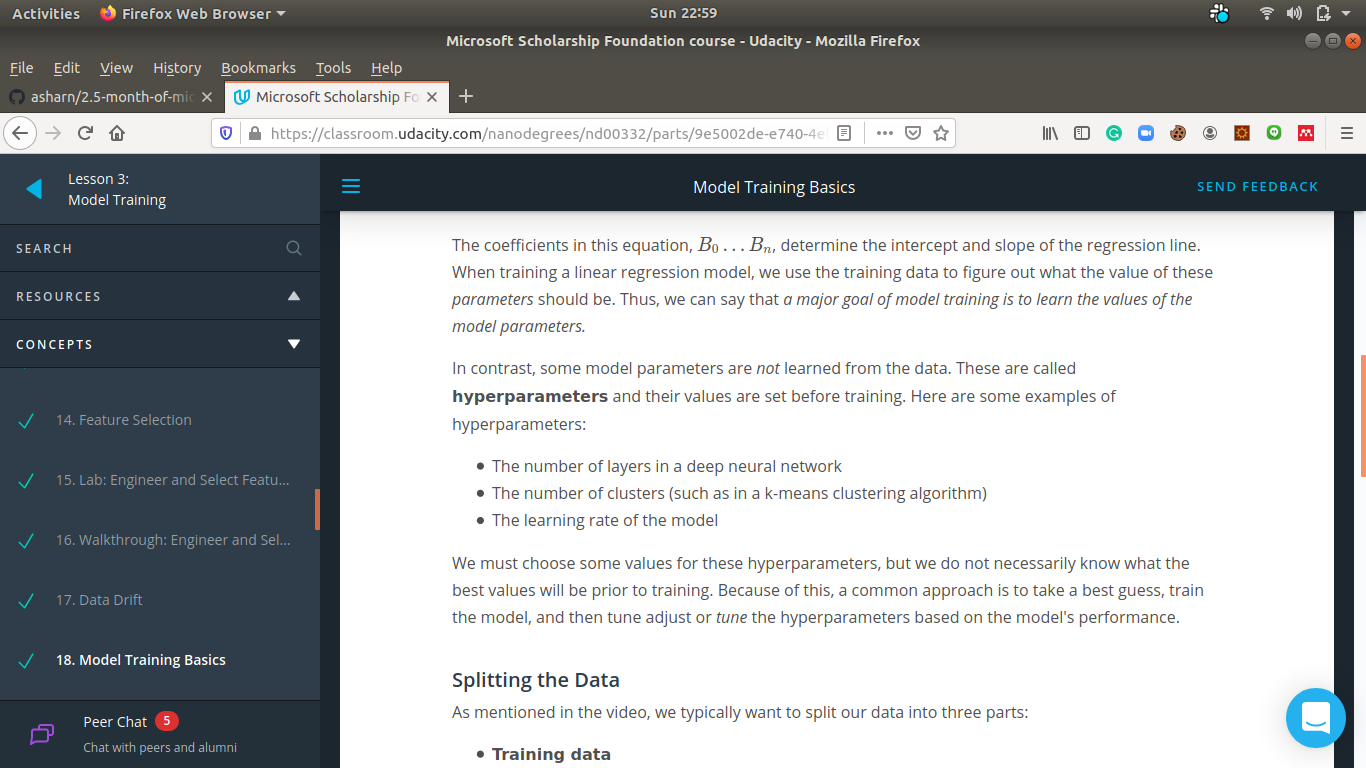 Activities Firefox Web Browser Sun 22:59
Microsoft Scholarship Foundation course - Udacity - Mozilla Firefox
File Edit View History Bookmarks Tools Help
asharn/2.5-month-of-mic Microsoft Scholarship Fo
https://classroom.udacity.com/nanodegrees/nd00332/parts/9e5002de-e740-4e
Lesson 3:
Model Training
Model Training Basics
SEND FEEDBACK
SEARCH
RESOURCES
CONCEPTS
14. Feature Selection
15. Lab: Engineer and Select Featu...
16. Walkthrough: Engineer and Sel...
17. Data Drift
18. Model Training Basics
Peer Chat 5
Chat with peers and alumni
The coefficients in this equation, B₀ . . . Bₙ, determine the intercept and slope of the regression line.
When training a linear regression model, we use the training data to figure out what the value of these
parameters should be. Thus, we can say that a major goal of model training is to learn the values of the
model parameters.
In contrast, some model parameters are not learned from the data. These are called
hyperparameters and their values are set before training. Here are some examples of
hyperparameters:
• The number of layers in a deep neural network
• The number of clusters (such as in a k-means clustering algorithm)
• The learning rate of the model
We must choose some values for these hyperparameters, but we do not necessarily know what the
best values will be prior to training. Because of this, a common approach is to take a best guess, train
the model, and then tune adjust or tune the hyperparameters based on the model's performance.
Splitting the Data
As mentioned in the video, we typically want to split our data into three parts:
• Training data